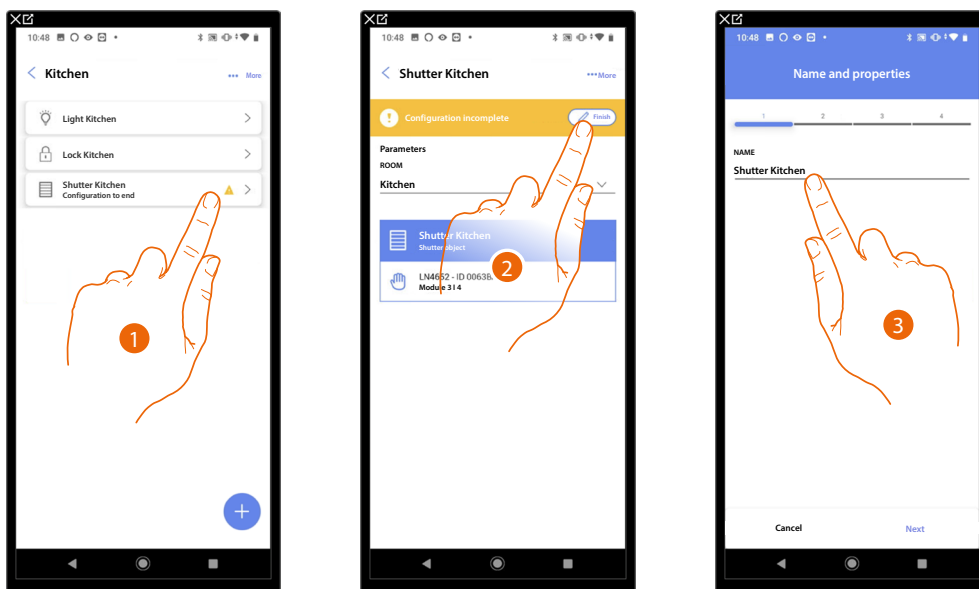 10:48
Kitchen
••• More
Light Kitchen
Lock Kitchen
Shutter Kitchen
Configuration to end
1
10:48
Shutter Kitchen
•••More
Configuration incomplete
Finish
Parameters
ROOM
Kitchen
Shutter Kitchen
Shutter object
LN4652 - ID 0063B
Module 3 I 4
2
10:48
Name and properties
1 2 3 4
NAME
Shutter Kitchen
3
Cancel Next